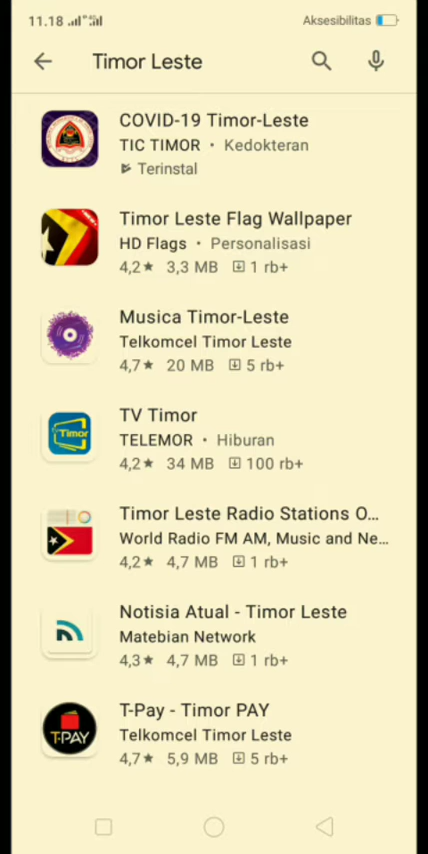 11.18
Aksesibilitas
Timor Leste
COVID-19 Timor-Leste
TIC TIMOR • Kedokteran
Terinstal
Timor Leste Flag Wallpaper
HD Flags • Personalisasi
4,2★ 3,3 MB 1 rb+
Musica Timor-Leste
Telkomcel Timor Leste
4,7★ 20 MB 5 rb+
Timor
TV Timor
TELEMOR • Hiburan
4,2★ 34 MB 100 rb+
Timor Leste Radio Stations O...
World Radio FM AM, Music and Ne...
4,2★ 4,7 MB 1 rb+
Notisia Atual - Timor Leste
Matebian Network
4,3★ 4,7 MB 1 rb+
T-PAY
T-Pay - Timor PAY
Telkomcel Timor Leste
4,7★ 5,9 MB 5 rb+